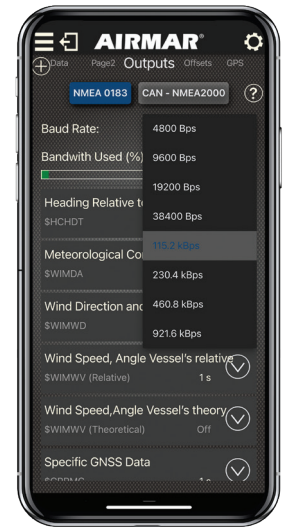 AIRMAR®
Data Page2 Outputs Offsets GPS
NMEA 0183 CAN - NMEA2000 ?
Baud Rate:
4800 Bps
Bandwith Used (%)
9600 Bps
19200 Bps
38400 Bps
115.2 kBps
230.4 kBps
460.8 kBps
921.6 kBps
Heading Relative to
$HCHDT
Meteorological Co
$WIMDA
Wind Direction and
$WIMWD
Wind Speed, Angle Vessel's relative
$WIMWV (Relative) 1 s
Wind Speed,Angle Vessel's theory
$WIMWV (Theoretical) Off
Specific GNSS Data